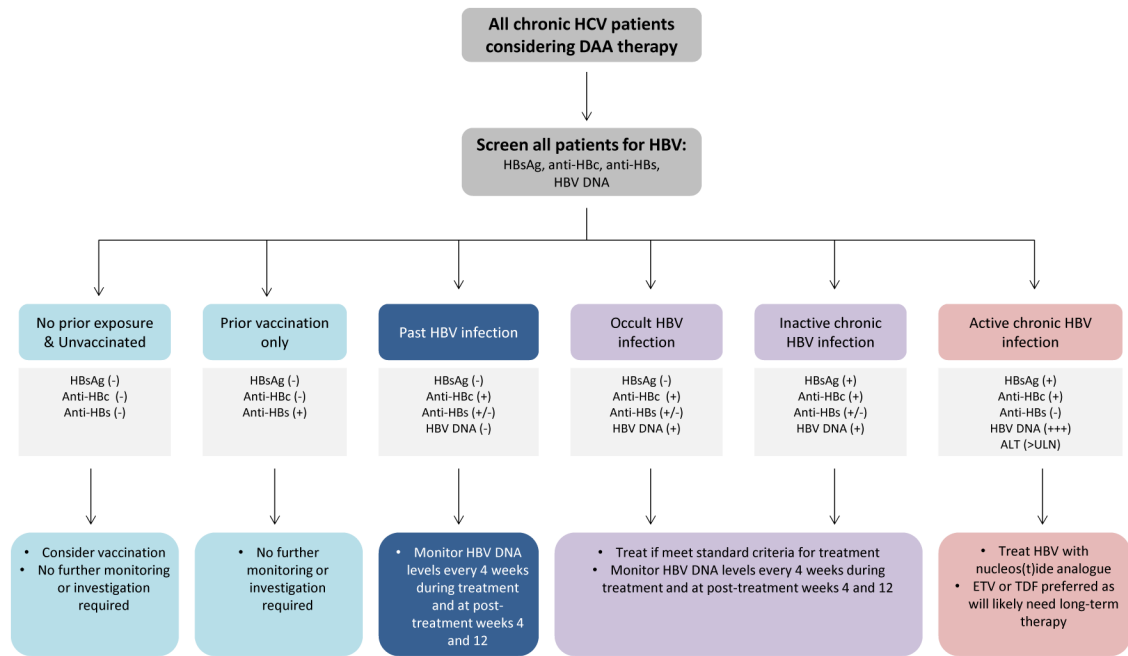 All chronic HCV patients
considering DAA therapy
Screen all patients for HBV:
HBsAg, anti-HBc, anti-HBs,
HBV DNA
No prior exposure
& Unvaccinated
HBsAg (-)
Anti-HBc  (-)
Anti-HBs (-)
• Consider vaccination
• No further monitoring
or investigation
required
Prior vaccination
only
HBsAg (-)
Anti-HBc (-)
Anti-HBs (+)
• No further
monitoring or
investigation
required
Past HBV infection
HBsAg (-)
Anti-HBc (+)
Anti-HBs (+/-)
HBV DNA (-)
• Monitor HBV DNA
levels every 4 weeks
during treatment
and at post-
treatment weeks 4
and 12
Occult HBV
infection
HBsAg (-)
Anti-HBc  (+)
Anti-HBs (+/-)
HBV DNA (+)
Inactive chronic
HBV infection
HBsAg (+)
Anti-HBc (+)
Anti-HBs (+/-)
HBV DNA (+)
• Treat if meet standard criteria for treatment
• Monitor HBV DNA levels every 4 weeks during
treatment and at post-treatment weeks 4 and 12
Active chronic HBV
infection
HBsAg (+)
Anti-HBc (+)
Anti-HBs (-)
HBV DNA (+++)
ALT (>ULN)
• Treat HBV with
nucleos(t)ide analogue
• ETV or TDF preferred as
will likely need long-term
therapy